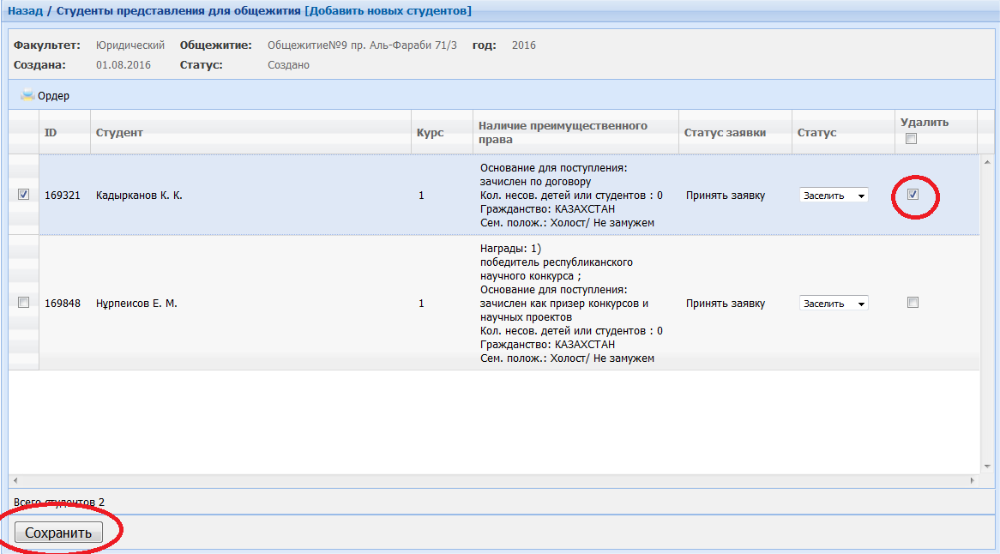 Назад / Студенты представления для общежития [Добавить новых студентов]
Факультет: Юридический Общежитие: Общежитие№9 пр. Аль-Фараби 71/3 год: 2016
Создана: 01.08.2016 Статус: Создано
Ордер
ID Студент Курс Наличие преимущественного права Статус заявки Статус Удалить
Основание для поступления:
зачислен по договору
169321 Кадырканов К. К. 1 Кол. несов. детей или студентов : 0 Принять заявку Заселить
Гражданство: КАЗАХСТАН
Сем. полож.: Холост/ Не замужем
Награды: 1)
победитель республиканского
научного конкурса ;
Основание для поступления:
169848 Нұрпеисов Е. М. 1 зачислен как призер конкурсов и Принять заявку Заселить
научных проектов
Кол. несов. детей или студентов : 0
Гражданство: КАЗАХСТАН
Сем. полож.: Холост/ Не замужем
Всего студентов 2
Сохранить